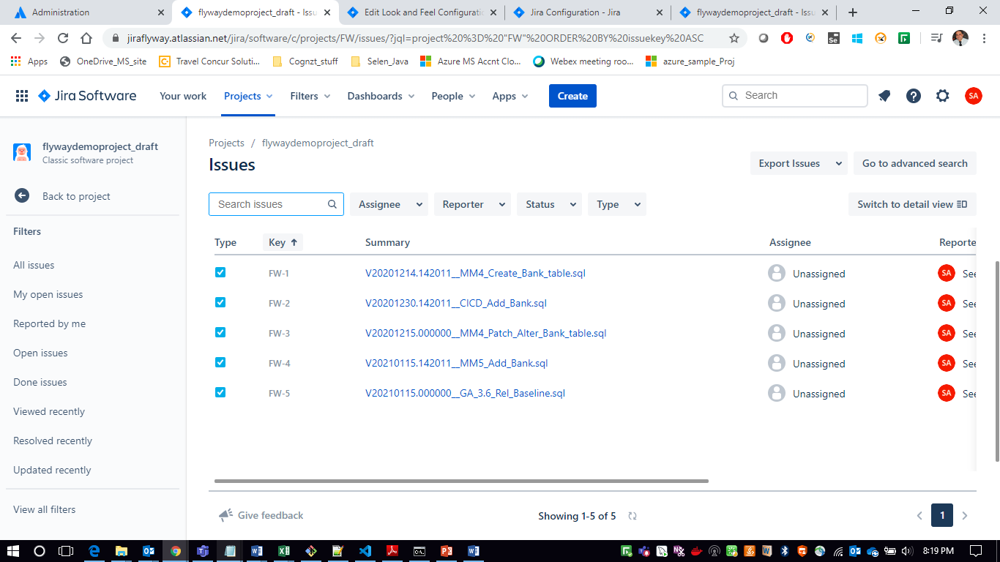 Administration
flywaydemoproject_draft - Issu
Edit Look and Feel Configuratio
Jira Configuration - Jira
flywaydemoproject_draft - Issu
jiraflyway.atlassian.net/jira/software/c/projects/FW/issues/?jql=project%20%3D%20"FW"%20ORDER%20BY%20issuekey%20ASC
Apps
OneDrive_MS_site
Travel Concur Soluti...
Cognzt_stuff
Selen_Java
Azure MS Accnt Clo...
Webex meeting roo...
azure_sample_Proj
Jira Software
Your work
Projects
Filters
Dashboards
People
Apps
Create
Search
SA
flywaydemoproject_draft
Classic software project
Back to project
Filters
All issues
My open issues
Reported by me
Open issues
Done issues
Viewed recently
Resolved recently
Updated recently
View all filters
Projects / flywaydemoproject_draft
Issues
Export Issues
Go to advanced search
Search issues
Assignee
Reporter
Status
Type
Switch to detail view
Type Key Summary Assignee Reporte
FW-1 V20201214.142011__MM4_Create_Bank_table.sql Unassigned SA See
FW-2 V20201230.142011__CICD_Add_Bank.sql Unassigned SA See
FW-3 V20201215.000000__MM4_Patch_Alter_Bank_table.sql Unassigned SA See
FW-4 V20210115.142011__MM5_Add_Bank.sql Unassigned SA See
FW-5 V20210115.000000__GA_3.6_Rel_Baseline.sql Unassigned SA See
Give feedback
Showing 1-5 of 5
1
8:19 PM